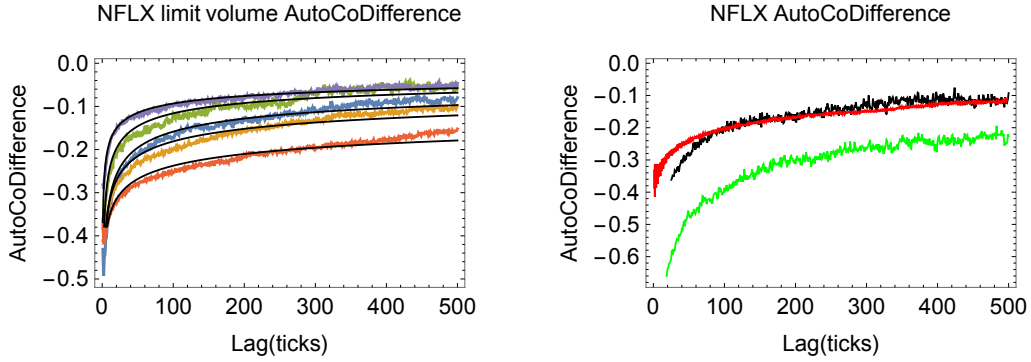 NFLX limit volume AutoCoDifference
AutoCoDifference
0.0
−0.1
−0.2
−0.3
−0.4
−0.5
0 100 200 300 400 500
Lag(ticks)
NFLX AutoCoDifference
AutoCoDifference
0.0
−0.1
−0.2
−0.3
−0.4
−0.5
−0.6
0 100 200 300 400 500
Lag(ticks)